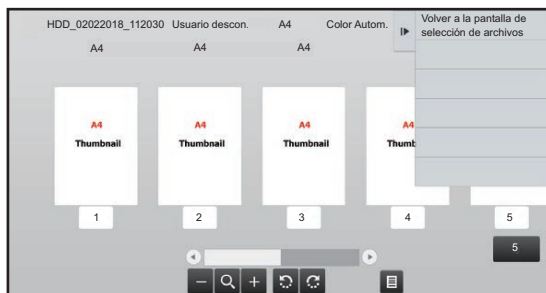 HDD_02022018_112030 Usuario descon. A4 Color Autom.
Volver a la pantalla de
selección de archivos
A4 A4 A4
A4 A4 A4 A4
Thumbnail Thumbnail Thumbnail Thumb
1 2 3 4 5
5